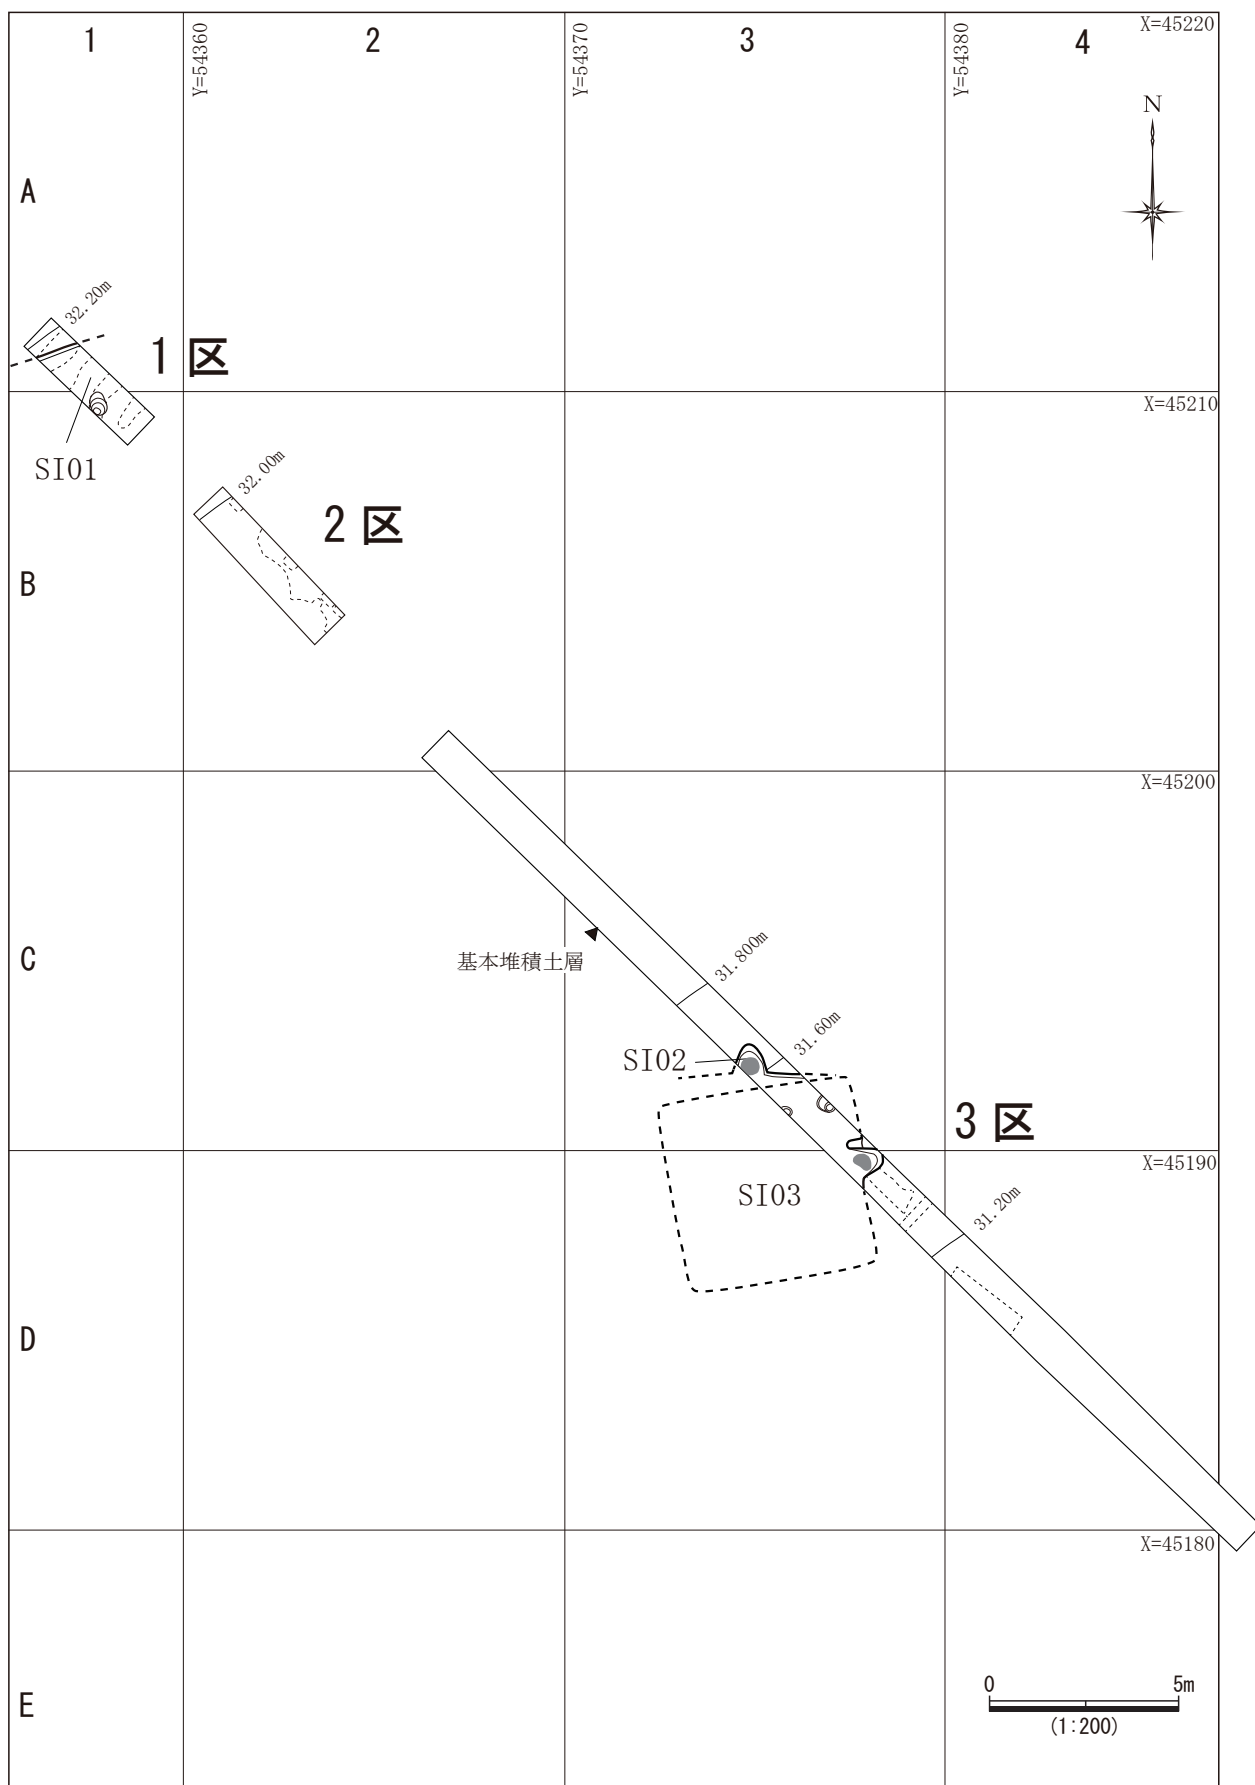 1
Y=54360
2
Y=54370
3
Y=54380
4
X=45220
N
A
32.20m
1 区
X=45210
SI01
32.00m
2 区
B
X=45200
C
基本堆積土層
31.800m
31.60m
SI02
3 区
X=45190
SI03
31.20m
D
X=45180
E
0
5m
(1:200)